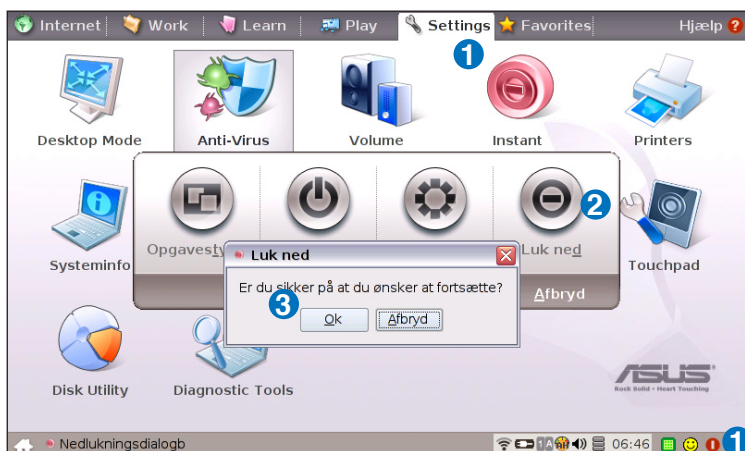 Internet Work Learn Play Settings Favorites Hjælp ?
1
Desktop Mode Anti-Virus Volume Instant Printers
2
Opgavesty Luk ned
Systeminfo Touchpad
Luk ned
Er du sikker på at du ønsker at fortsætte?
3
Ok Afbryd
Afbryd
Disk Utility Diagnostic Tools
ASUS
Rock Solid • Heart Touching
Nedlukningsdialogb 1 A 06:46 1